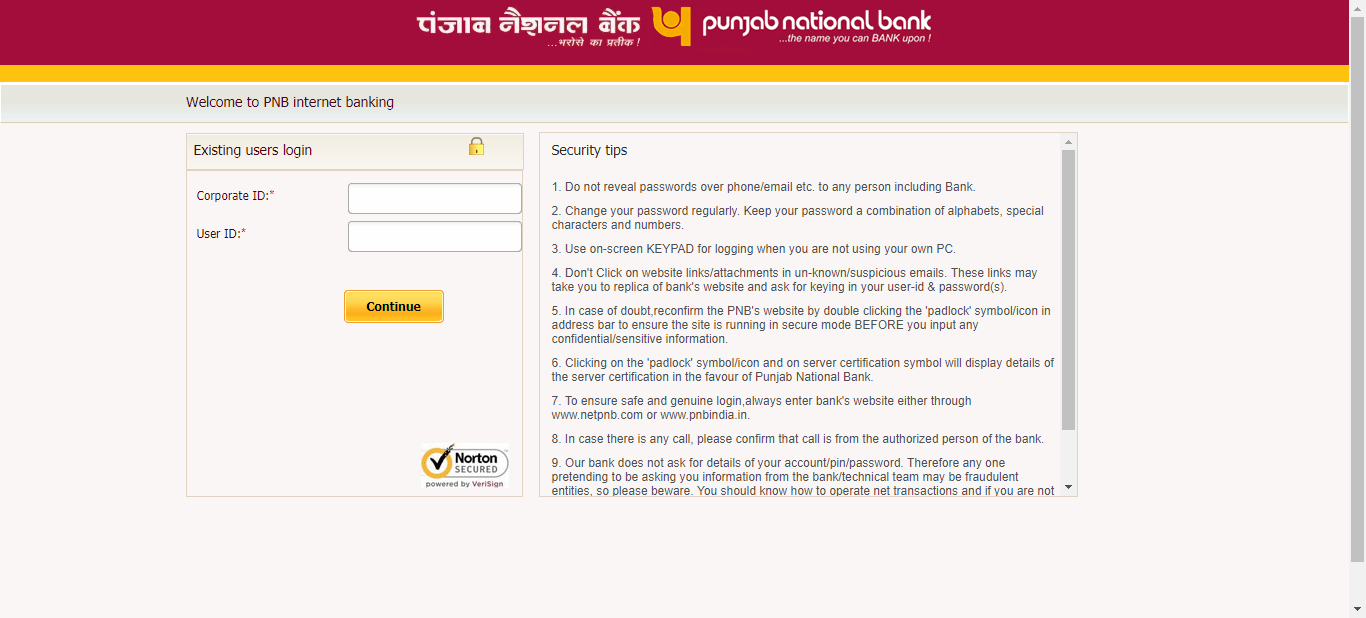 पंजाब नैशनल बैंक
...भरोसे का प्रतीक !
punjab national bank
...the name you can BANK upon !
Welcome to PNB internet banking
Existing users login
Corporate ID:*
User ID:*
Continue
Norton
SECURED
powered by VeriSign
Security tips
1. Do not reveal passwords over phone/email etc. to any person including Bank.
2. Change your password regularly. Keep your password a combination of alphabets, special
characters and numbers.
3. Use on-screen KEYPAD for logging when you are not using your own PC.
4. Don't Click on website links/attachments in un-known/suspicious emails. These links may
take you to replica of bank's website and ask for keying in your user-id & password(s).
5. In case of doubt,reconfirm the PNB's website by double clicking the 'padlock' symbol/icon in
address bar to ensure the site is running in secure mode BEFORE you input any
confidential/sensitive information.
6. Clicking on the 'padlock' symbol/icon and on server certification symbol will display details of
the server certification in the favour of Punjab National Bank.
7. To ensure safe and genuine login,always enter bank's website either through
www.netpnb.com or www.pnbindia.in.
8. In case there is any call, please confirm that call is from the authorized person of the bank.
9. Our bank does not ask for details of your account/pin/password. Therefore any one
pretending to be asking you information from the bank/technical team may be fraudulent
entities, so please beware. You should know how to operate net transactions and if you are not